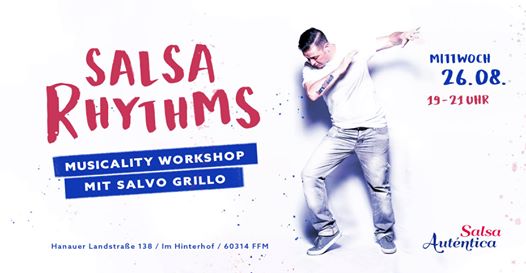 SALSA
RHYTHMS
MUSICALITY WORKSHOP
MIT SALVO GRILLO
Hanauer Landstraße 138 / Im Hinterhof / 60314 FFM
MITTWOCH
26.08.
19-21 UHR
Salsa
Auténtica